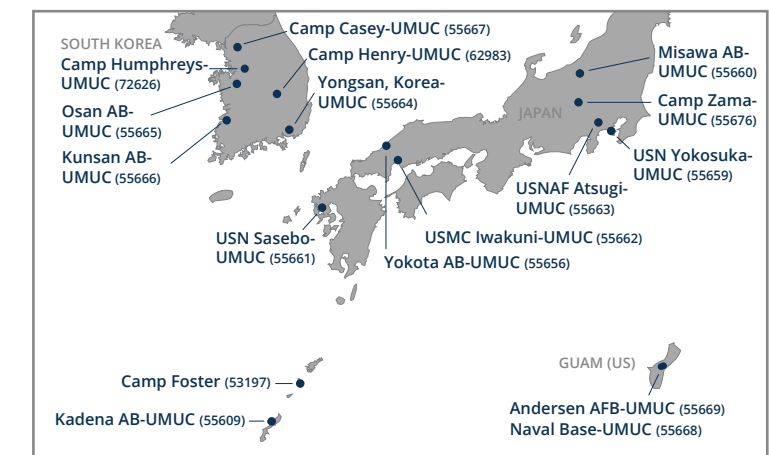 Camp Casey-UMUC (55667)
SOUTH KOREA
Camp Humphreys-
UMUC (72626)
Camp Henry-UMUC (62983)
Yongsan, Korea-
UMUC (55664)
Osan AB-
UMUC (55665)
Kunsan AB-
UMUC (55666)
Misawa AB-
UMUC (55660)
JAPAN
Camp Zama-
UMUC (55676)
USN Yokosuka-
UMUC (55659)
USNAF Atsugi-
UMUC (55663)
USN Sasebo-
UMUC (55661)
USMC Iwakuni-UMUC (55662)
Yokota AB-UMUC (55656)
Camp Foster (53197)
Kadena AB-UMUC (55609)
GUAM (US)
Andersen AFB-UMUC (55669)
Naval Base-UMUC (55668)